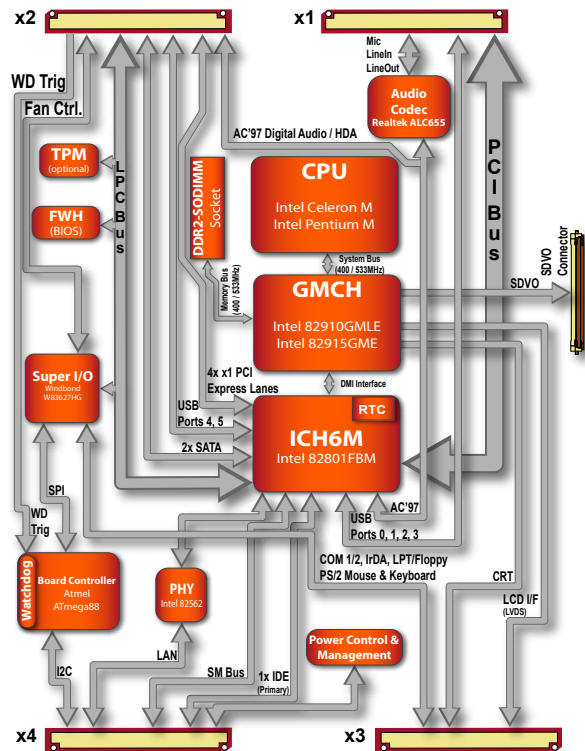 x2
x1
Mic
LineIn
LineOut
WD Trig
Fan Ctrl.
Audio
Codec
Realtek ALC655
AC'97 Digital Audio / HDA
TPM
(optional)
FWH
(BIOS)
LPC Bus
DDR2-SODIMM
Socket
CPU
Intel Celeron M
Intel Pentium M
PCI Bus
System Bus
(400 / 533MHz)
Memory Bus
(400 / 533MHz)
GMCH
Intel 82910GMLE
Intel 82915GME
SDVO
SDVO
Connector
Super I/O
Windbond
W83627HG
4x x1 PCI
Express Lanes
DMI Interface
USB
Ports 4, 5
RTC
ICH6M
Intel 82801FBM
2x SATA
SPI
WD
Trig
AC'97
USB
Ports 0, 1, 2, 3
Watchdog
Board Controller
Atmel
ATmega88
PHY
Intel 82562
COM 1/2, IrDA, LPT/Floppy
PS/2 Mouse & Keyboard
CRT
LCD I/F
(LVDS)
Power Control &
Management
I2C
LAN
SM Bus
1x IDE
(Primary)
x4
x3